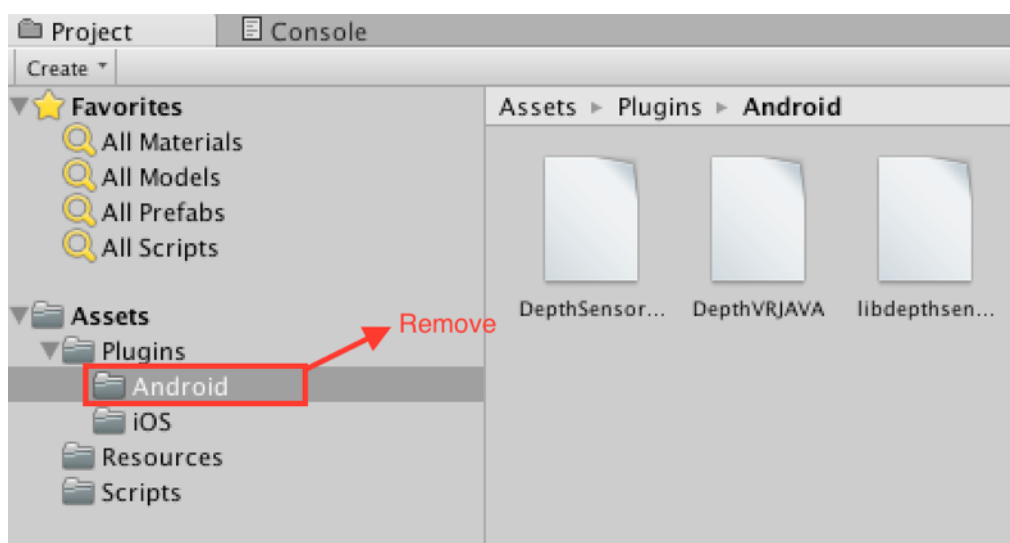 Project
Console
Create
Favorites
All Materials
All Models
All Prefabs
All Scripts
Assets
Plugins
Android
iOS
Resources
Scripts
Remove
Assets Plugins Android
DepthSensor... DepthVRJAVA libdepthsen...